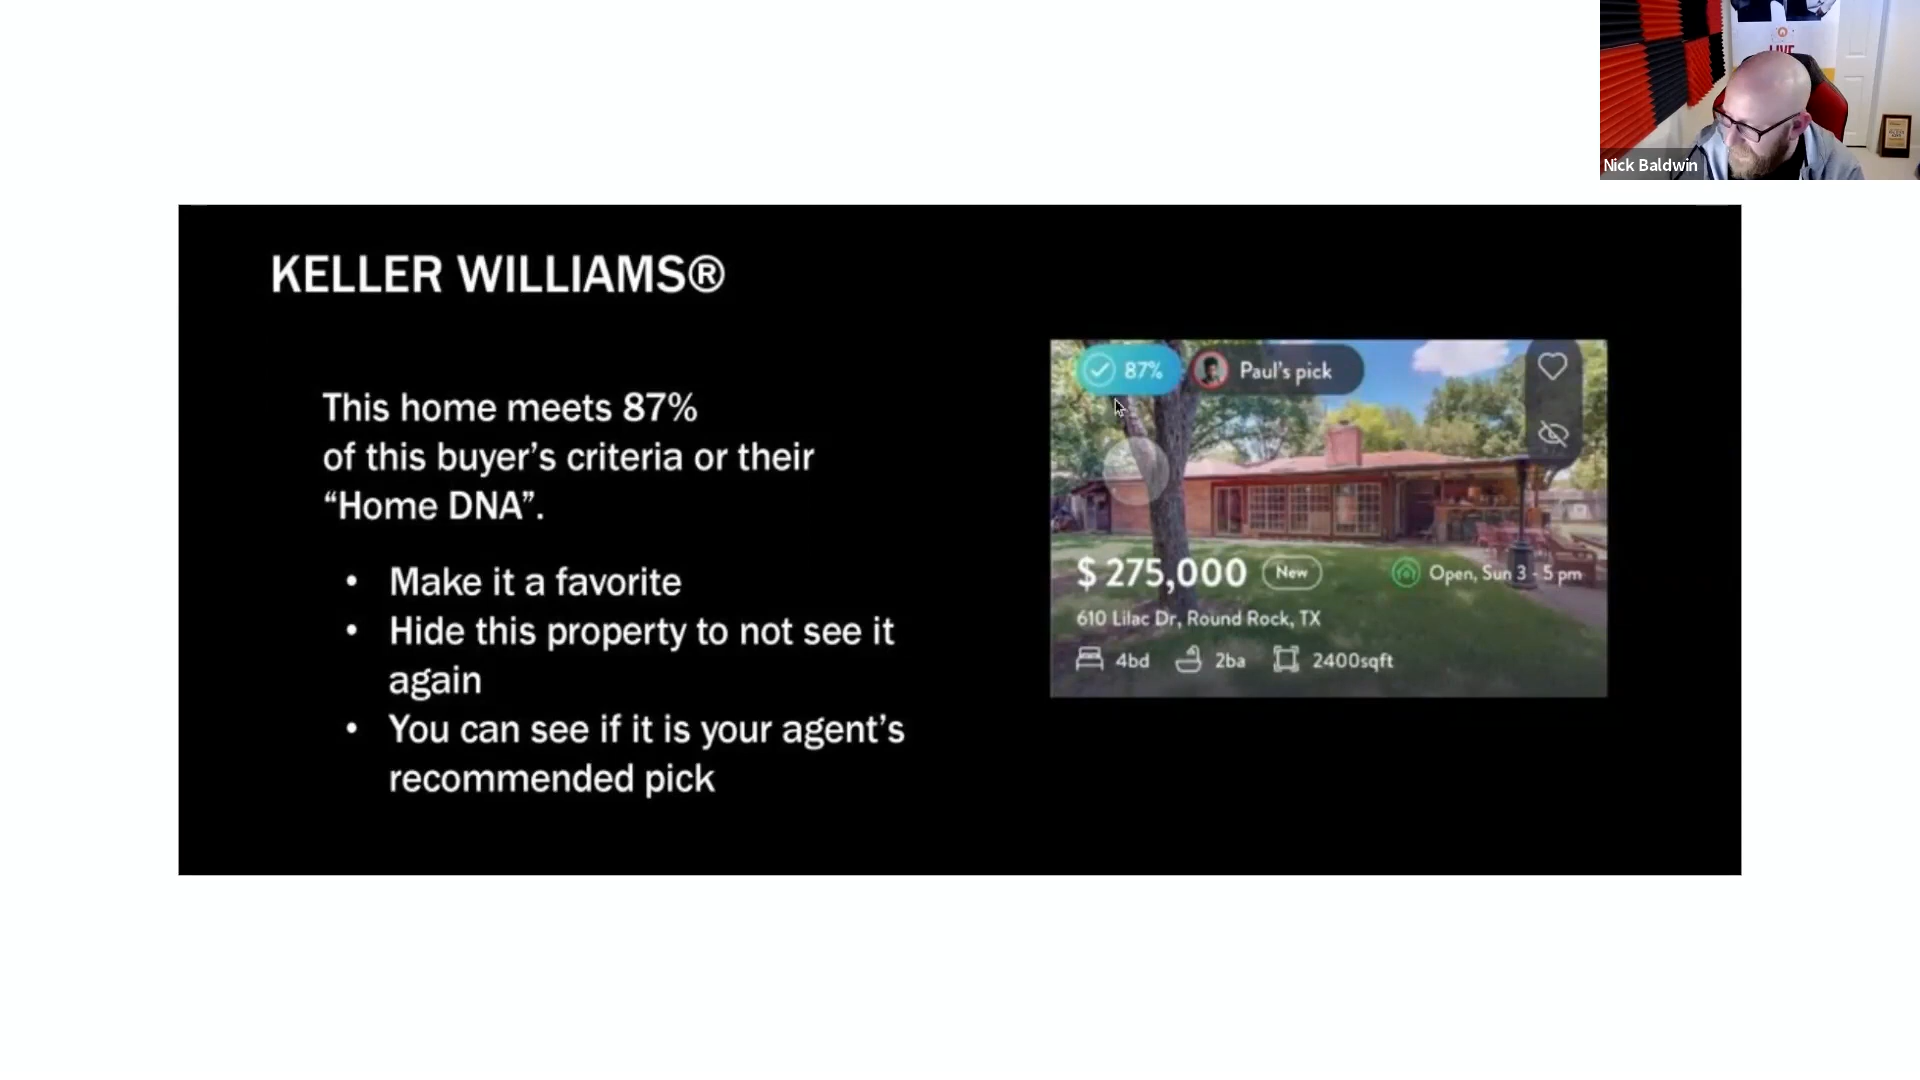 LIVE
Nick Baldwin
KELLER WILLIAMS®
This home meets 87%
of this buyer’s criteria or their
“Home DNA”.
• Make it a favorite
• Hide this property to not see it
again
• You can see if it is your agent’s
recommended pick
87%
Paul's pick
$ 275,000 New
Open, Sun 3 - 5 pm
610 Lilac Dr, Round Rock, TX
4bd 2ba 2400sqft